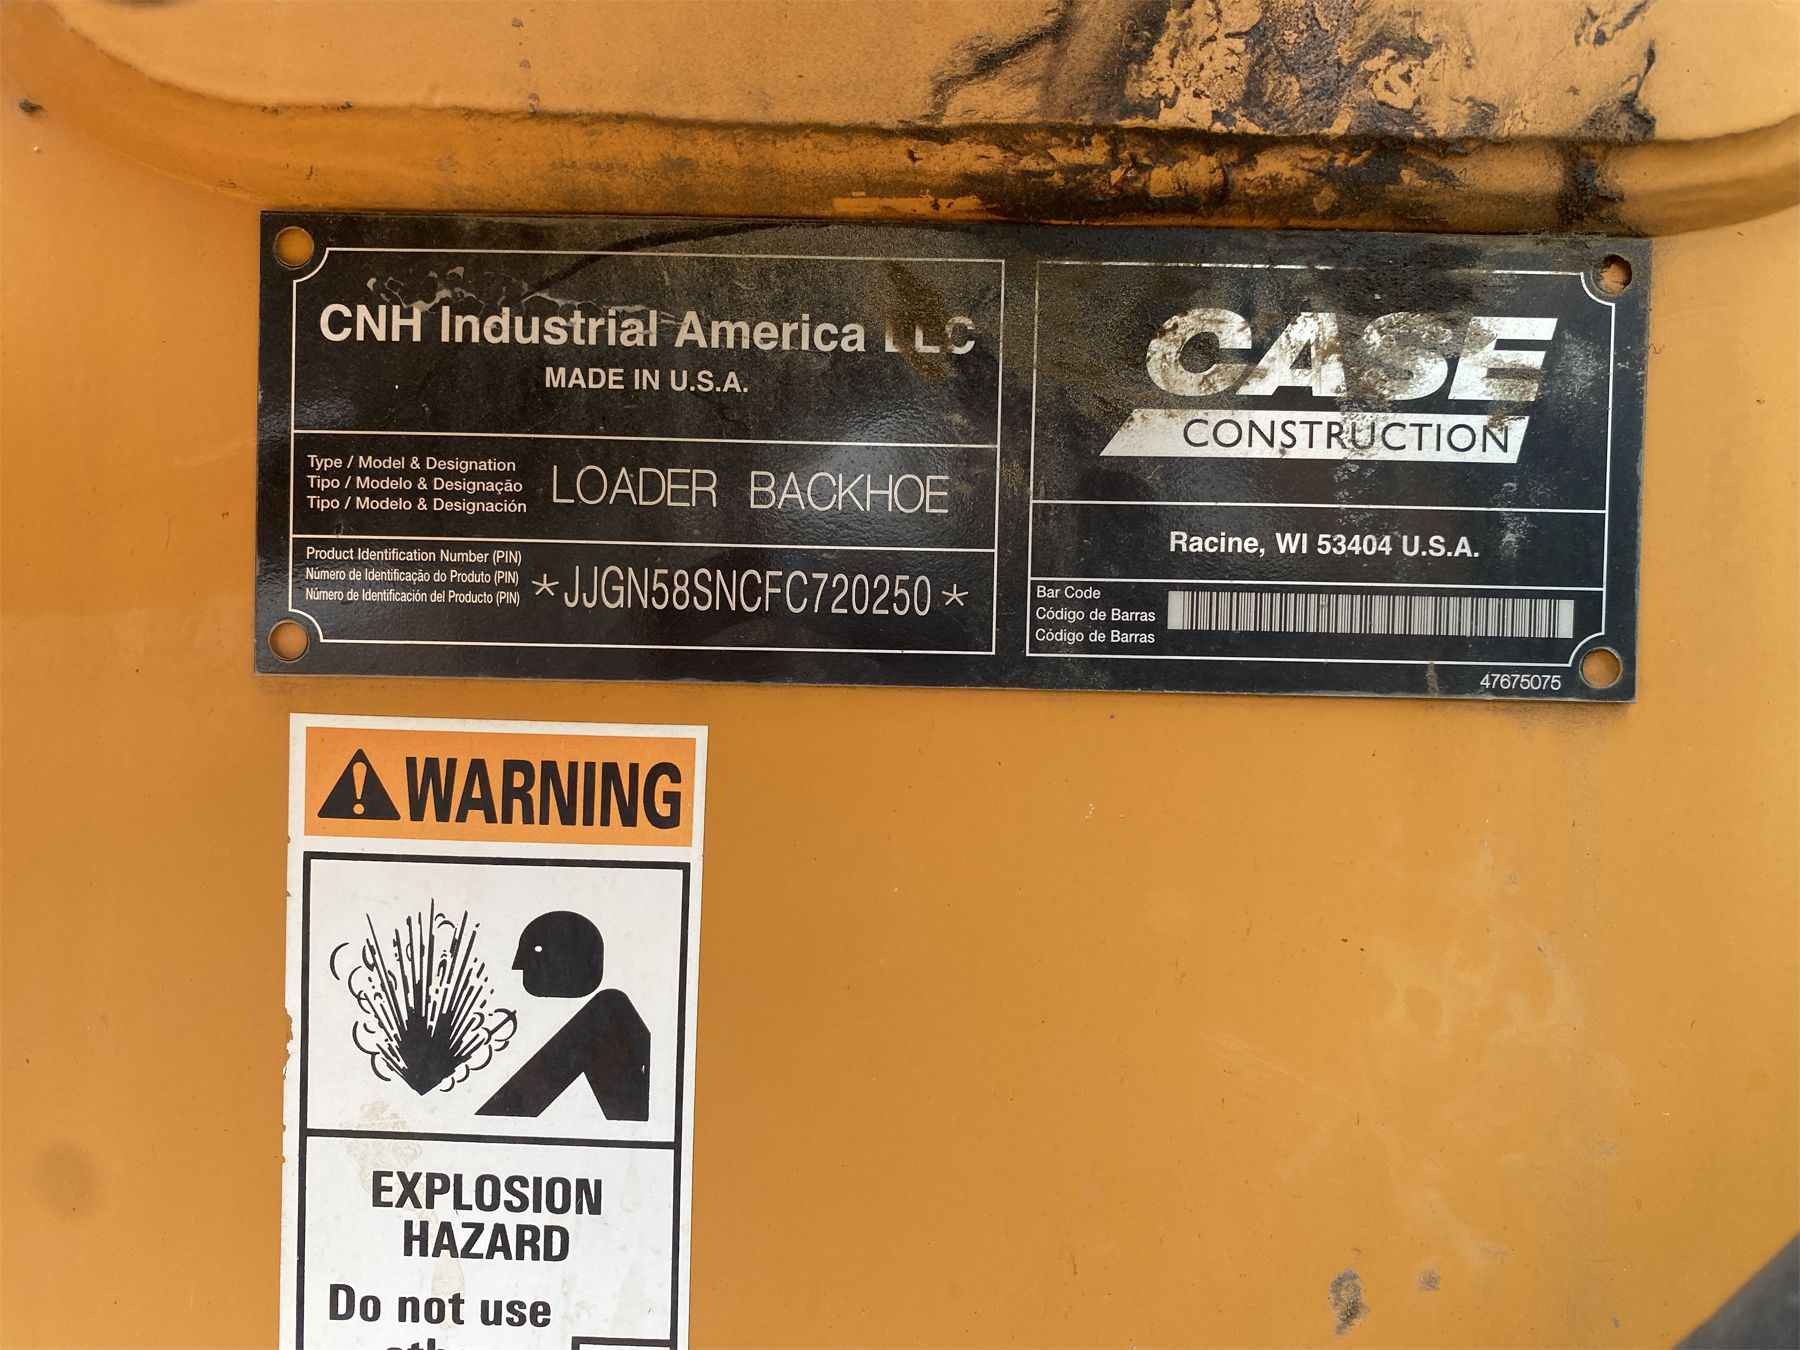 CNH Industrial America LLC
MADE IN U.S.A.
Type / Model & Designation
Tipo / Modelo & Designação
Tipo / Modelo & Designación
LOADER BACKHOE
Product Identification Number (PIN)
Número de Identificação do Produto (PIN)
Número de Identificación del Producto (PIN)
*JJGN58SNCFC720250*
CASE
CONSTRUCTION
Racine, WI 53404 U.S.A.
Bar Code
Código de Barras
Código de Barras
47675075
WARNING
EXPLOSION
HAZARD
Do not use